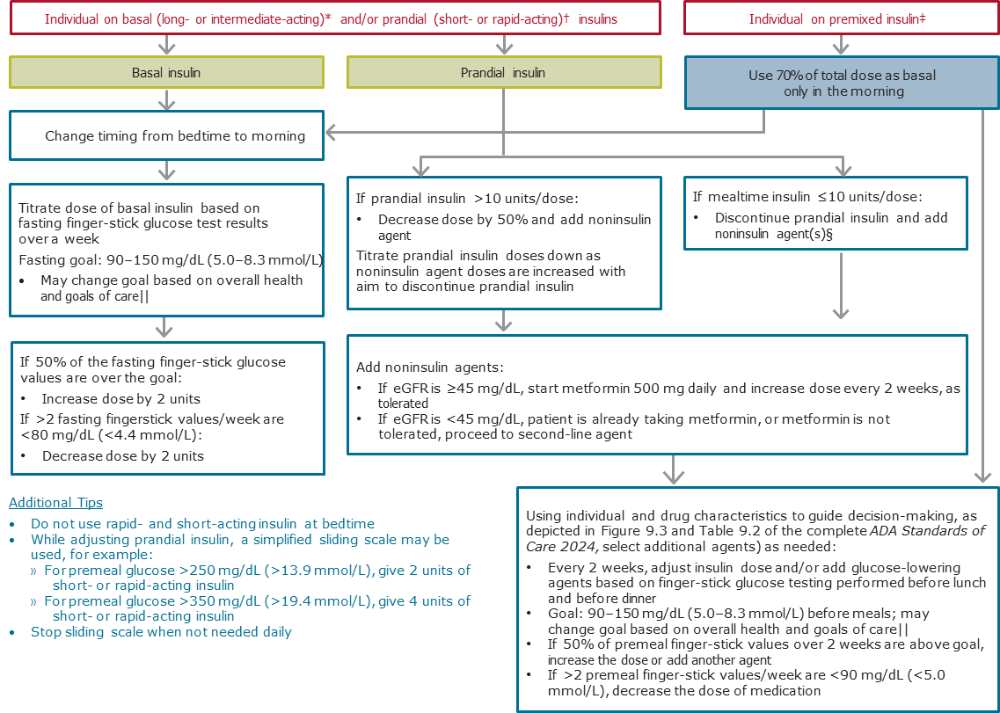 Individual on basal (long- or intermediate-acting)* and/or prandial (short- or rapid-acting)† insulins
Individual on premixed insulin‡
Basal insulin
Prandial insulin
Use 70% of total dose as basal
only in the morning
Change timing from bedtime to morning
Titrate dose of basal insulin based on
fasting finger-stick glucose test results
over a week
Fasting goal: 90–150 mg/dL (5.0–8.3 mmol/L)
• May change goal based on overall health
and goals of care||
If prandial insulin >10 units/dose:
• Decrease dose by 50% and add noninsulin
agent
Titrate prandial insulin doses down as
noninsulin agent doses are increased with
aim to discontinue prandial insulin
If mealtime insulin ≤10 units/dose:
• Discontinue prandial insulin and add
noninsulin agent(s)§
If 50% of the fasting finger-stick glucose
values are over the goal:
• Increase dose by 2 units
If >2 fasting fingerstick values/week are
<80 mg/dL (<4.4 mmol/L):
• Decrease dose by 2 units
Add noninsulin agents:
• If eGFR is ≥45 mg/dL, start metformin 500 mg daily and increase dose every 2 weeks, as
tolerated
• If eGFR is <45 mg/dL, patient is already taking metformin, or metformin is not
tolerated, proceed to second-line agent
Additional Tips
• Do not use rapid- and short-acting insulin at bedtime
• While adjusting prandial insulin, a simplified sliding scale may be
used, for example:
» For premeal glucose >250 mg/dL (>13.9 mmol/L), give 2 units of
short- or rapid-acting insulin
» For premeal glucose >350 mg/dL (>19.4 mmol/L), give 4 units of
short- or rapid-acting insulin
• Stop sliding scale when not needed daily
Using individual and drug characteristics to guide decision-making, as
depicted in Figure 9.3 and Table 9.2 of the complete ADA Standards of
Care 2024, select additional agents) as needed:
• Every 2 weeks, adjust insulin dose and/or add glucose-lowering
agents based on finger-stick glucose testing performed before lunch
and before dinner
• Goal: 90–150 mg/dL (5.0–8.3 mmol/L) before meals; may
change goal based on overall health and goals of care||
• If 50% of premeal finger-stick values over 2 weeks are above goal,
increase the dose or add another agent
• If >2 premeal finger-stick values/week are <90 mg/dL (<5.0
mmol/L), decrease the dose of medication